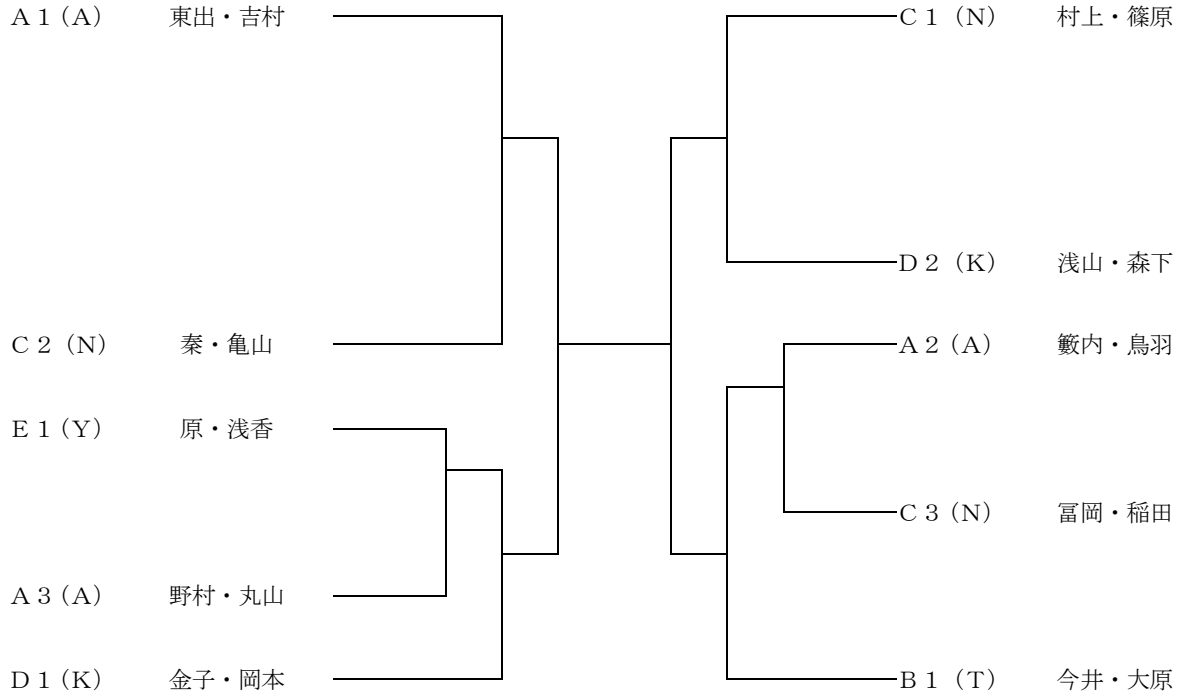 A1(A) 東出・吉村
C2(N) 秦・亀山
E1(Y) 原・浅香
A3(A) 野村・丸山
D1(K) 金子・岡本
C1(N) 村上・篠原
D2(K) 浅山・森下
A2(A) 籔内・鳥羽
C3(N) 冨岡・稲田
B1(T) 今井・大原